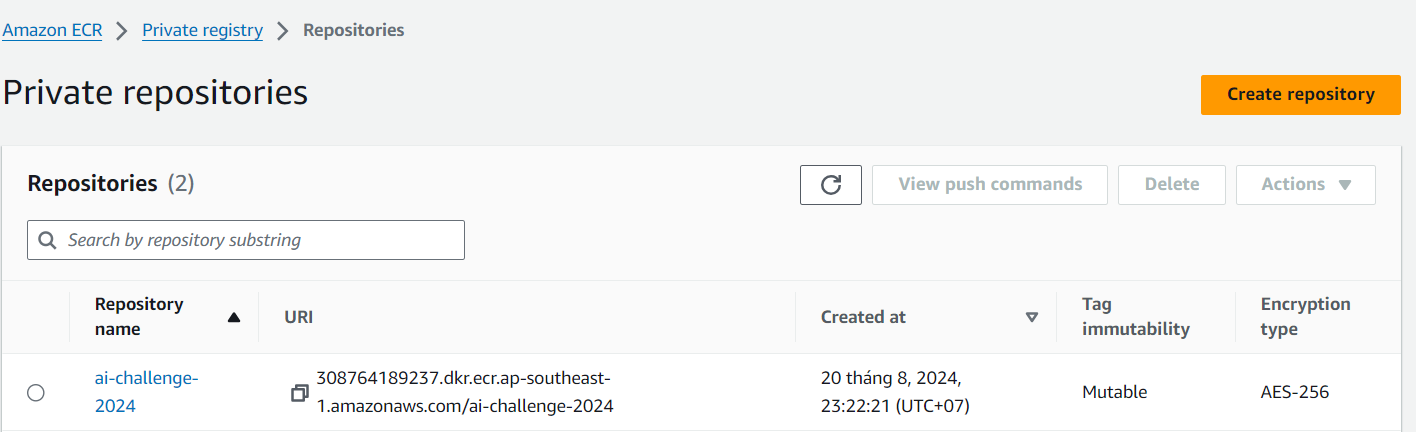 Amazon ECR > Private registry > Repositories
Private repositories
Create repository
Repositories (2)
View push commands
Delete
Actions
Search by repository substring
Repository name
URI
Created at
Tag immutability
Encryption type
ai-challenge-
2024
308764189237.dkr.ecr.ap-southeast-
1.amazonaws.com/ai-challenge-2024
20 tháng 8, 2024,
23:22:21 (UTC+07)
Mutable
AES-256